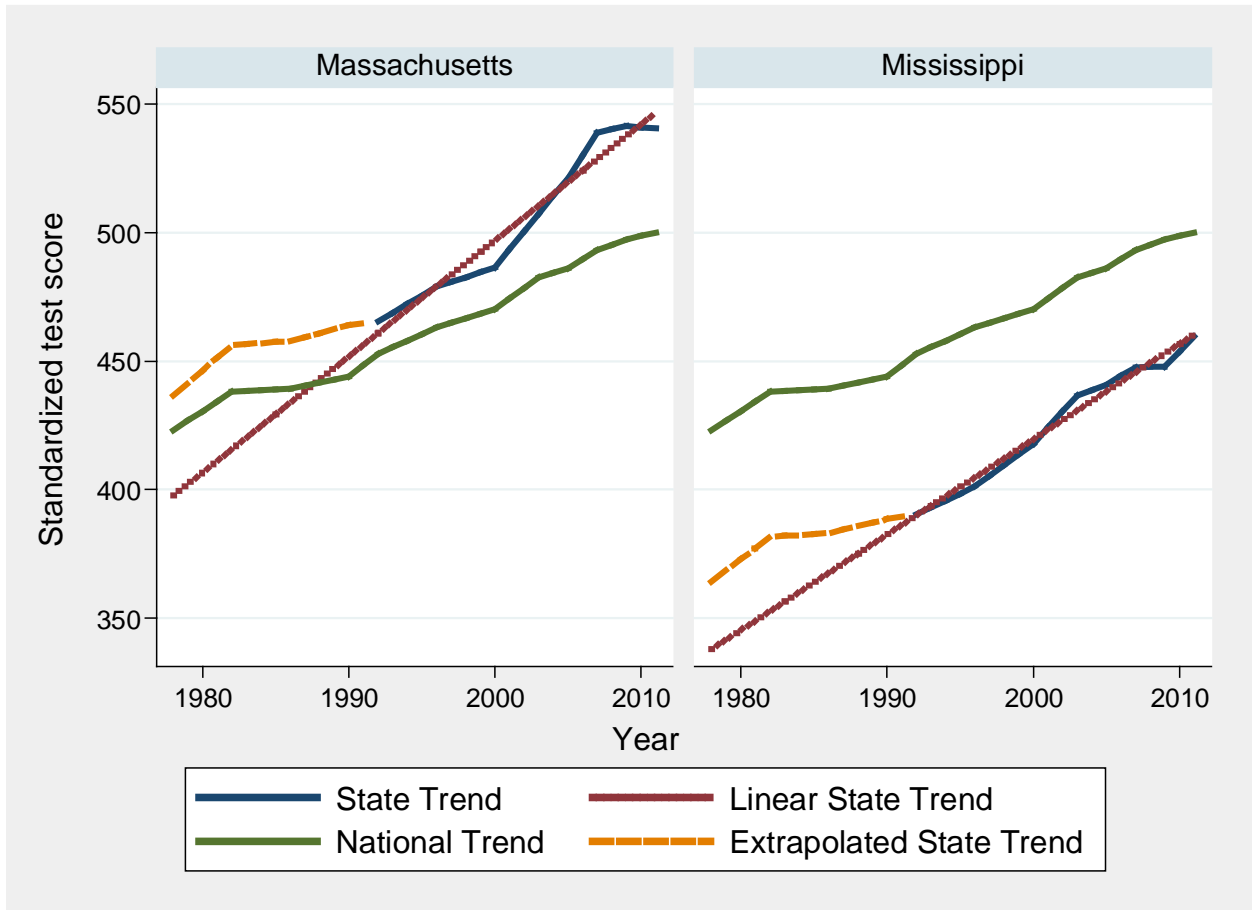 Massachusetts
Mississippi
Standardized test score
550
500
450
400
350
1980 1990 2000 2010
1980 1990 2000 2010
Year
State Trend
Linear State Trend
National Trend
Extrapolated State Trend